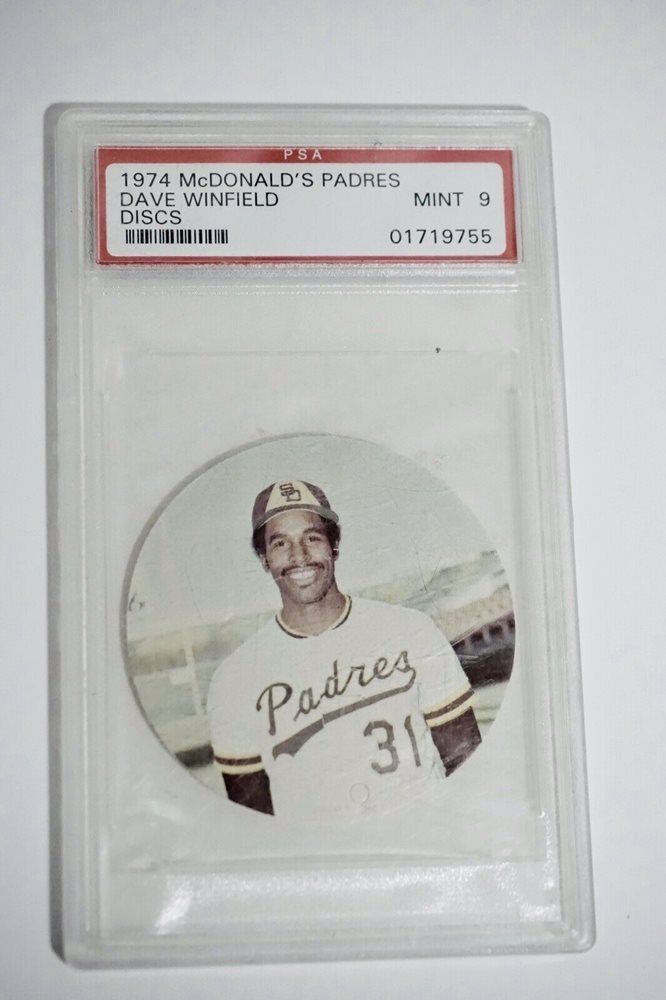 PSA
1974 McDONALD'S PADRES
DAVE WINFIELD MINT 9
DISCS
01719755
SD
Padres
31